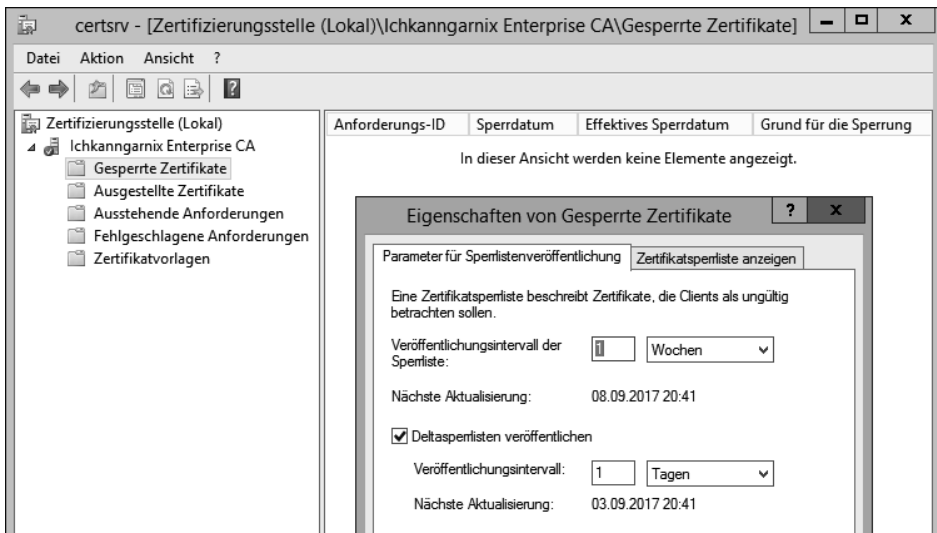 certsrv - [Zertifizierungsstelle (Lokal)\Ichkanngarnix Enterprise CA\Gesperrte Zertifikate]
Datei Aktion Ansicht ?
Zertifizierungsstelle (Lokal)
Ichkanngarnix Enterprise CA
Gesperrte Zertifikate
Ausgestellte Zertifikate
Ausstehende Anforderungen
Fehlgeschlagene Anforderungen
Zertifikatvorlagen
Anforderungs-ID Sperrdatum Effektives Sperrdatum Grund für die Sperrung
In dieser Ansicht werden keine Elemente angezeigt.
Eigenschaften von Gesperrte Zertifikate ? x
Parameter für Sperrlistenveröffentlichung Zertifikatsperrliste anzeigen
Eine Zertifikatsperrliste beschreibt Zertifikate, die Clients als ungültig
betrachten sollen.
Veröffentlichungsintervall der
Sperrliste: 1 Wochen
Nächste Aktualisierung: 08.09.2017 20:41
Deltasperrlisten veröffentlichen
Veröffentlichungsintervall: 1 Tagen
Nächste Aktualisierung: 03.09.2017 20:41